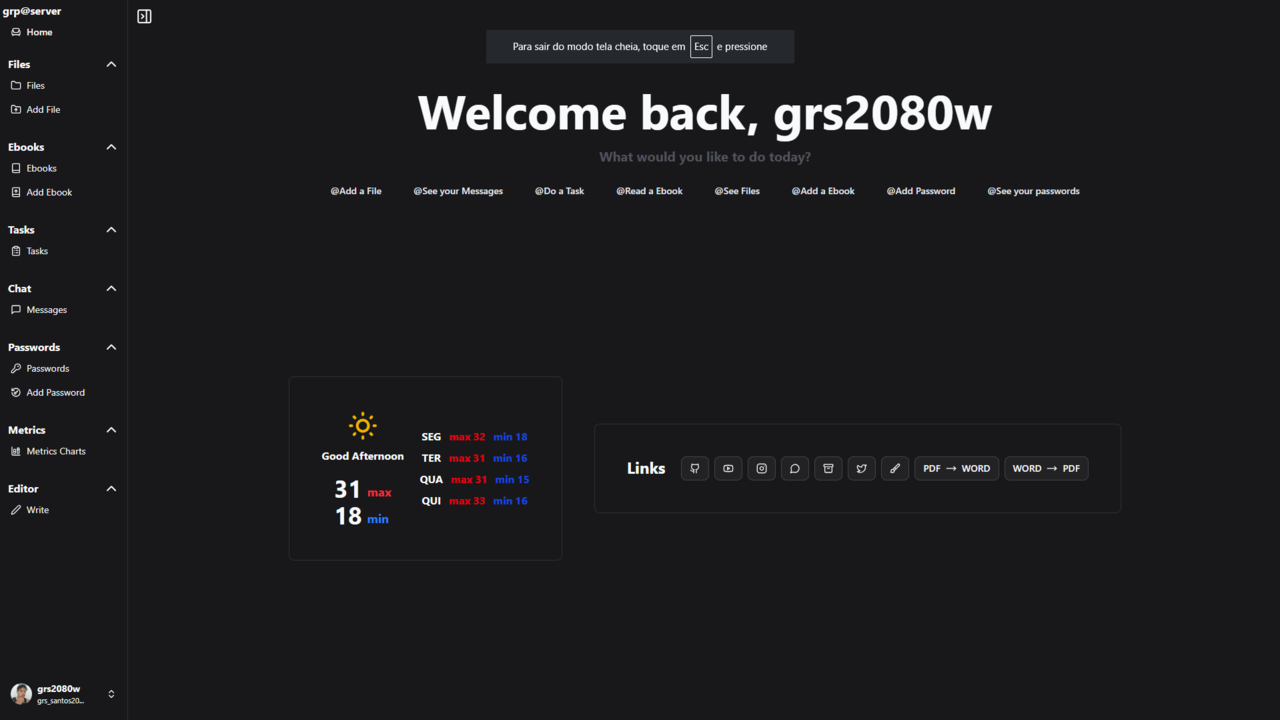 grp@server
Home
Files
Files
Add File
Ebooks
Ebooks
Add Ebook
Tasks
Tasks
Chat
Messages
Passwords
Passwords
Add Password
Metrics
Metrics Charts
Editor
Write
grs2080w
grs_santos20...
Para sair do modo tela cheia, toque em Esc e pressione
Welcome back, grs2080w
What would you like to do today?
@Add a File @See your Messages @Do a Task @Read a Ebook @See Files @Add a Ebook @Add Password @See your passwords
Good Afternoon
31 max
18 min
SEG max 32 min 18
TER max 31 min 16
QUA max 31 min 15
QUI max 33 min 16
Links PDF → WORD WORD → PDF